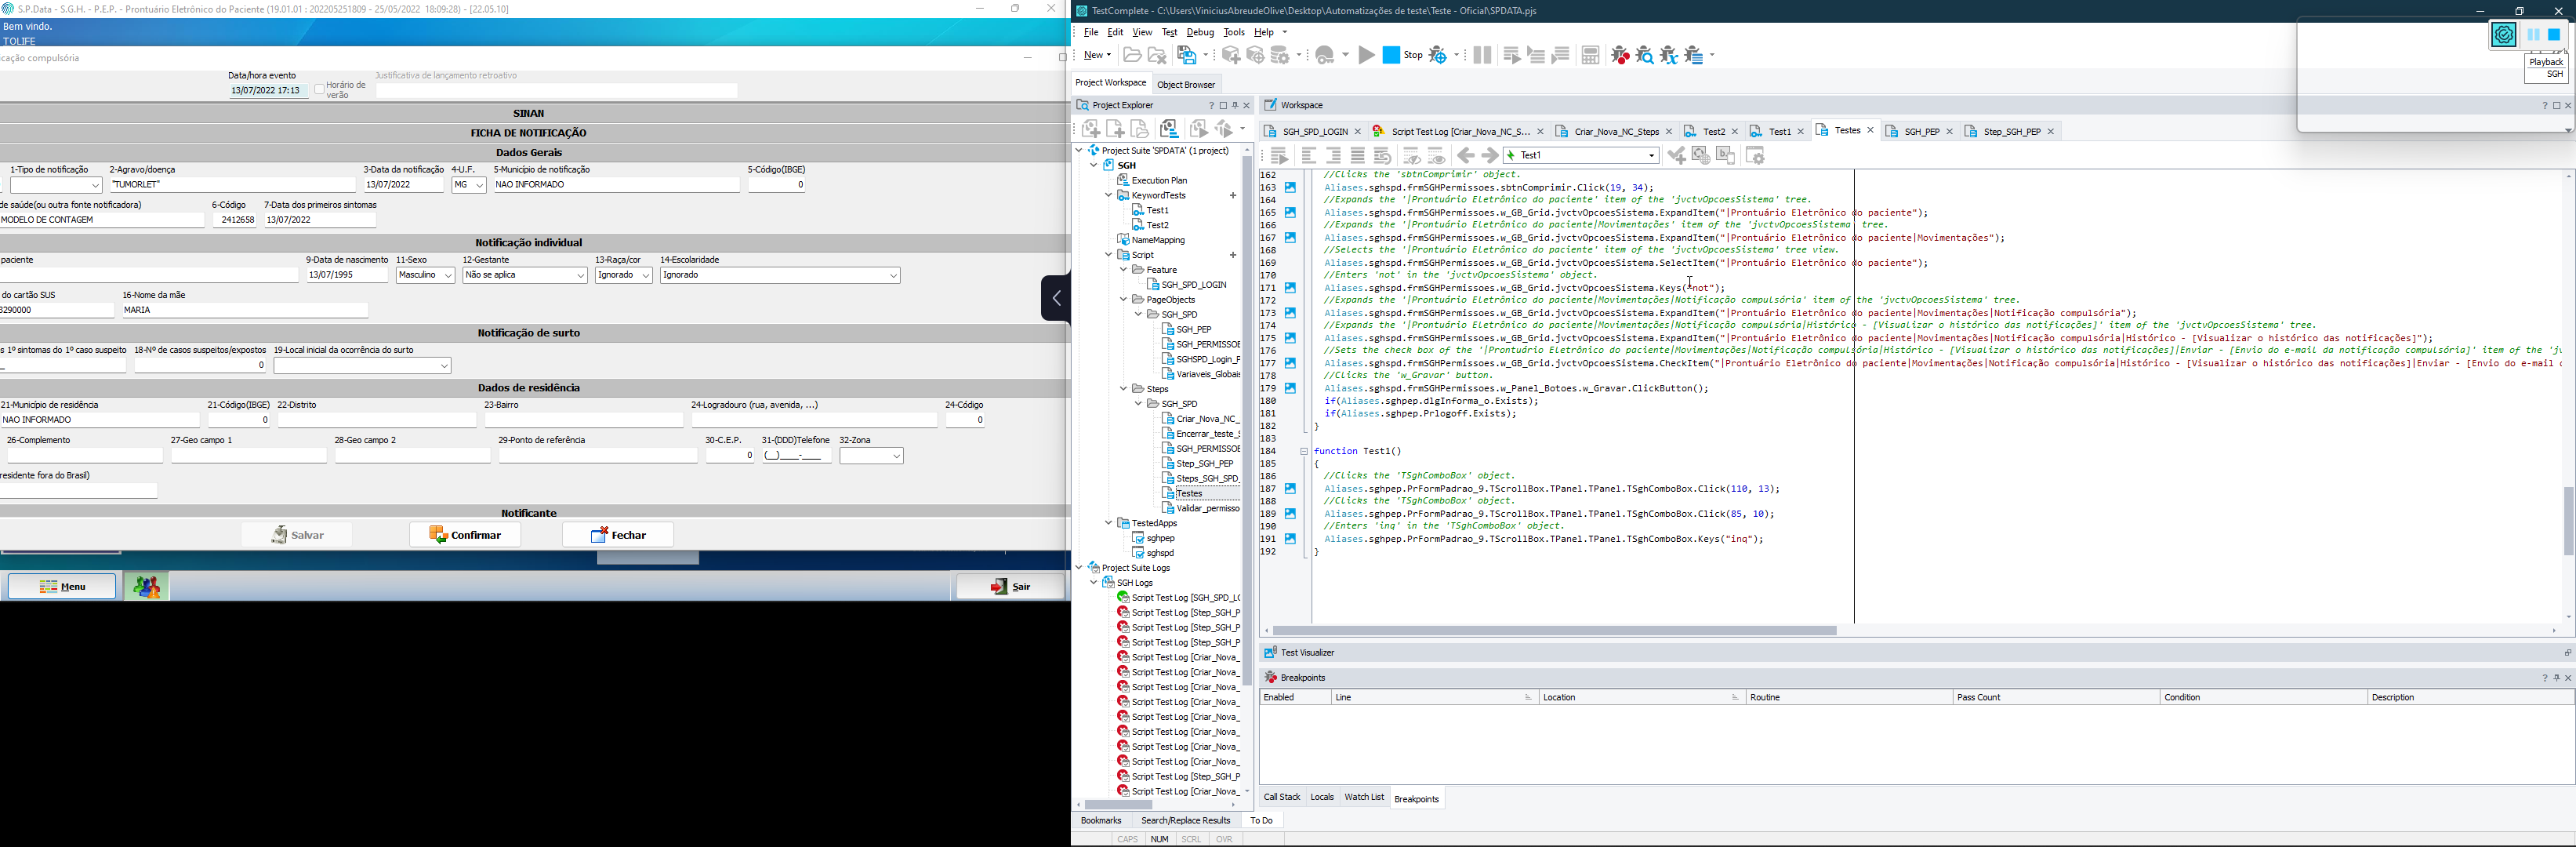 S.P.Data - S.G.H. - P.E.P. - Prontuário Eletrônico do Paciente (19.01.01 : 202205251809 - 25/05/2022 18:09:28) - [22.05.10]
Bem vindo.
TOLIFE
cação compulsória
Data/hora evento
Justificativa de lançamento retroativo
13/07/2022 17:13
Horário de verão
SINAN
FICHA DE NOTIFICAÇÃO
Dados Gerais
1-Tipo de notificação 2-Agravo/doença 3-Data da notificação 4-U.F. 5-Município de notificação 5-Código(IBGE)
"TUMORLET" 13/07/2022 MG NAO INFORMADO 0
de saúde(ou outra fonte notificadora) 6-Código 7-Data dos primeiros sintomas
MODELO DE CONTAGEM 2412658 13/07/2022
Notificação individual
paciente 9-Data de nascimento 11-Sexo 12-Gestante 13-Raça/cor 14-Escolaridade
13/07/1995 Masculino Não se aplica Ignorado Ignorado
do cartão SUS 16-Nome da mãe
3290000 MARIA
Notificação de surto
s 1º sintomas do 1º caso suspeito 18-Nº de casos suspeitos/expostos 19-Local inicial da ocorrência do surto
0
Dados de residência
21-Município de residência 21-Código(IBGE) 22-Distrito 23-Bairro 24-Logradouro (rua, avenida, ...) 24-Código
NAO INFORMADO 0 0
26-Complemento 27-Geo campo 1 28-Geo campo 2 29-Ponto de referência 30-C.E.P. 31-(DDD)Telefone 32-Zona
0 (__)____-____
residente fora do Brasil)
Notificante
Salvar Confirmar Fechar
Menu Sair
TestComplete - C:\Users\ViniciusAbreudeOlive\Desktop\Automatizações de teste\Teste - Oficial\SPDATA.pjs
File Edit View Test Debug Tools Help
New Stop
Playback
SGH
Project Workspace Object Browser
Project Explorer
Workspace
SGH_SPD_LOGIN Script Test Log [Criar_Nova_NC_S... Criar_Nova_NC_Steps Test2 Test1 Testes SGH_PEP Step_SGH_PEP
Test1
Project Suite 'SPDATA' (1 project)
SGH
Execution Plan
KeywordTests
Test1
Test2
NameMapping
Script
Feature
SGH_SPD_LOGIN
PageObjects
SGH_SPD
SGH_PEP
SGH_PERMISSOE
SGHSPD_Login_P
Variaveis_Globais
Steps
SGH_SPD
Criar_Nova_NC_
Encerrar_teste_S
SGH_PERMISSOE
Step_SGH_PEP
Steps_SGH_SPD_
Testes
Validar_permisso
TestedApps
sghpep
sghspd
Project Suite Logs
SGH Logs
Script Test Log [SGH_SPD_LO
Script Test Log [Step_SGH_P
Script Test Log [Step_SGH_P
Script Test Log [Step_SGH_P
Script Test Log [Criar_Nova_
Script Test Log [Criar_Nova_
Script Test Log [Criar_Nova_
Script Test Log [Criar_Nova_
Script Test Log [Criar_Nova_
Script Test Log [Criar_Nova_
Script Test Log [Criar_Nova_
Script Test Log [Criar_Nova_
Script Test Log [Step_SGH_P
Script Test Log [Criar_Nova_
162 //Clicks the 'sbtnComprimir' object.
163 Aliases.sghspd.frmSGHPermissoes.sbtnComprimir.Click(19, 34);
164 //Expands the '|Prontuário Eletrônico do paciente' item of the 'jvctvOpcoesSistema' tree.
165 Aliases.sghspd.frmSGHPermissoes.w_GB_Grid.jvctvOpcoesSistema.ExpandItem("|Prontuário Eletrônico do paciente");
166 //Expands the '|Prontuário Eletrônico do paciente|Movimentações' item of the 'jvctvOpcoesSistema' tree.
167 Aliases.sghspd.frmSGHPermissoes.w_GB_Grid.jvctvOpcoesSistema.ExpandItem("|Prontuário Eletrônico do paciente|Movimentações");
168 //Selects the '|Prontuário Eletrônico do paciente' item of the 'jvctvOpcoesSistema' tree view.
169 Aliases.sghspd.frmSGHPermissoes.w_GB_Grid.jvctvOpcoesSistema.SelectItem("|Prontuário Eletrônico do paciente");
170 //Enters 'not' in the 'jvctvOpcoesSistema' object.
171 Aliases.sghspd.frmSGHPermissoes.w_GB_Grid.jvctvOpcoesSistema.Keys("not");
172 //Expands the '|Prontuário Eletrônico do paciente|Movimentações|Notificação compulsória' item of the 'jvctvOpcoesSistema' tree.
173 Aliases.sghspd.frmSGHPermissoes.w_GB_Grid.jvctvOpcoesSistema.ExpandItem("|Prontuário Eletrônico do paciente|Movimentações|Notificação compulsória");
174 //Expands the '|Prontuário Eletrônico do paciente|Movimentações|Notificação compulsória|Histórico - [Visualizar o histórico das notificações]' item of the 'jvctvOpcoesSistema' tree.
175 Aliases.sghspd.frmSGHPermissoes.w_GB_Grid.jvctvOpcoesSistema.ExpandItem("|Prontuário Eletrônico do paciente|Movimentações|Notificação compulsória|Histórico - [Visualizar o histórico das notificações]");
176 //Sets the check box of the '|Prontuário Eletrônico do paciente|Movimentações|Notificação compulsória|Histórico - [Visualizar o histórico das notificações]|Enviar - [Envio do e-mail da notificação compulsória]' item of the 'jv
177 Aliases.sghspd.frmSGHPermissoes.w_GB_Grid.jvctvOpcoesSistema.CheckItem("|Prontuário Eletrônico do paciente|Movimentações|Notificação compulsória|Histórico - [Visualizar o histórico das notificações]|Enviar - [Envio do e-mail d
178 //Clicks the 'w_Gravar' button.
179 Aliases.sghspd.frmSGHPermissoes.w_Panel_Botoes.w_Gravar.ClickButton();
180 if(Aliases.sghpep.dlgInforma_o.Exists);
181 if(Aliases.sghpep.Prlogoff.Exists);
182 }
183
184 function Test1()
185 {
186 //Clicks the 'TSghComboBox' object.
187 Aliases.sghpep.PrFormPadrao_9.TScrollBox.TPanel.TPanel.TSghComboBox.Click(110, 13);
188 //Clicks the 'TSghComboBox' object.
189 Aliases.sghpep.PrFormPadrao_9.TScrollBox.TPanel.TPanel.TSghComboBox.Click(85, 10);
190 //Enters 'inq' in the 'TSghComboBox' object.
191 Aliases.sghpep.PrFormPadrao_9.TScrollBox.TPanel.TPanel.TSghComboBox.Keys("inq");
192 }
Test Visualizer
Breakpoints
Enabled Line Location Routine Pass Count Condition Description
Call Stack Locals Watch List Breakpoints
Bookmarks Search/Replace Results To Do
CAPS NUM SCRL OVR